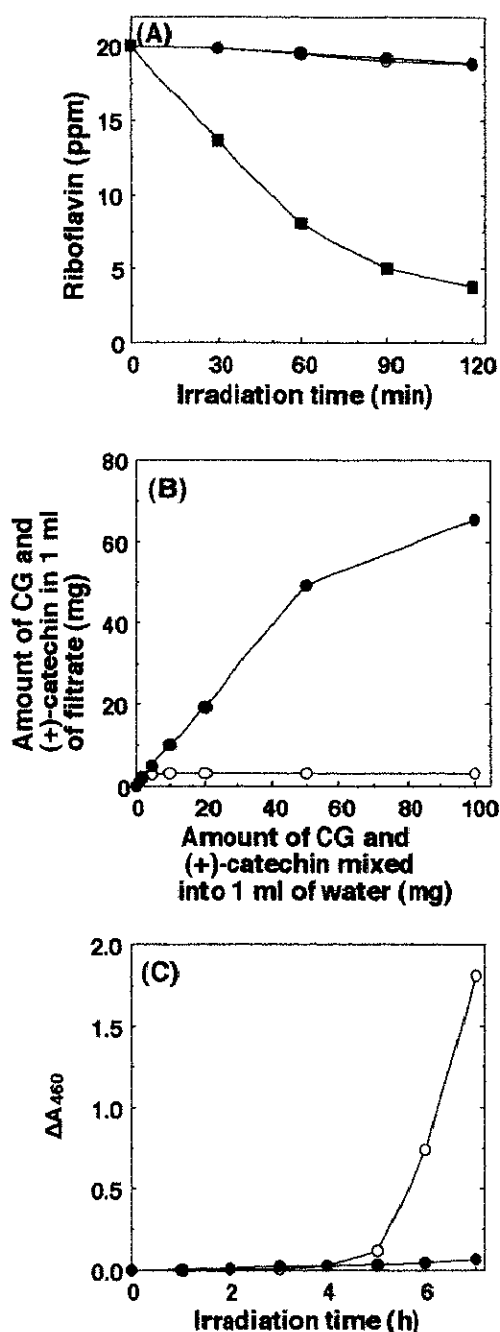 (A)
20
15
10
5
0
Riboflavin (ppm)
0 30 60 90 120
Irradiation time (min)
(B)
80
60
40
20
0
Amount of CG and
(+)-catechin in 1 ml
of filtrate (mg)
0 20 40 60 80 100
Amount of CG and
(+)-catechin mixed
into 1 ml of water (mg)
(C)
2.0
1.5
1.0
0.5
0.0
ΔA460
0 2 4 6
Irradiation time (h)